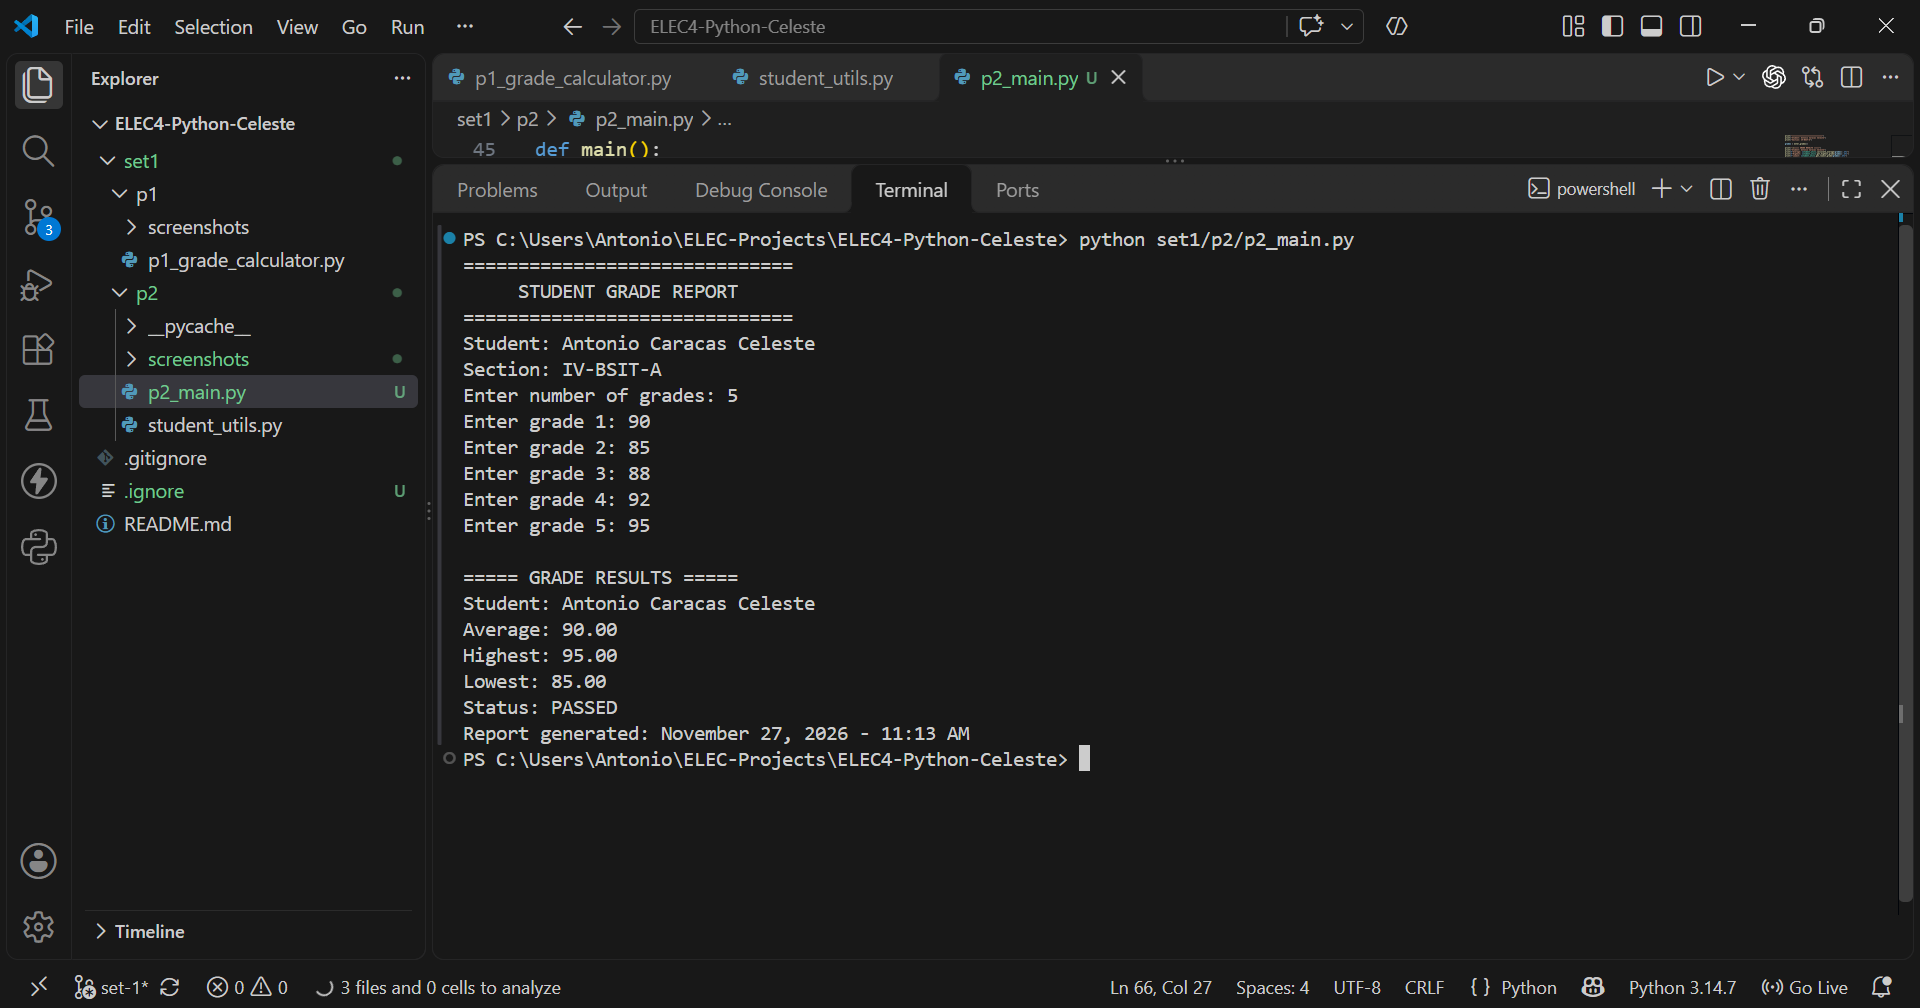 File Edit Selection View Go Run ···
ELEC4-Python-Celeste
Explorer ···
ELEC4-Python-Celeste
set1
p1
screenshots
p1_grade_calculator.py
p2
__pycache__
screenshots
p2_main.py U
student_utils.py
.gitignore
.ignore U
README.md
Timeline
3
p1_grade_calculator.py student_utils.py p2_main.py U
set1 > p2 > p2_main.py > ...
45 def main():
Problems Output Debug Console Terminal Ports
powershell
PS C:\Users\Antonio\ELEC-Projects\ELEC4-Python-Celeste> python set1/p2/p2_main.py
==============================
STUDENT GRADE REPORT
==============================
Student: Antonio Caracas Celeste
Section: IV-BSIT-A
Enter number of grades: 5
Enter grade 1: 90
Enter grade 2: 85
Enter grade 3: 88
Enter grade 4: 92
Enter grade 5: 95
===== GRADE RESULTS =====
Student: Antonio Caracas Celeste
Average: 90.00
Highest: 95.00
Lowest: 85.00
Status: PASSED
Report generated: November 27, 2026 - 11:13 AM
PS C:\Users\Antonio\ELEC-Projects\ELEC4-Python-Celeste>
set-1* 0 0 3 files and 0 cells to analyze Ln 66, Col 27 Spaces: 4 UTF-8 CRLF { } Python Python 3.14.7 Go Live